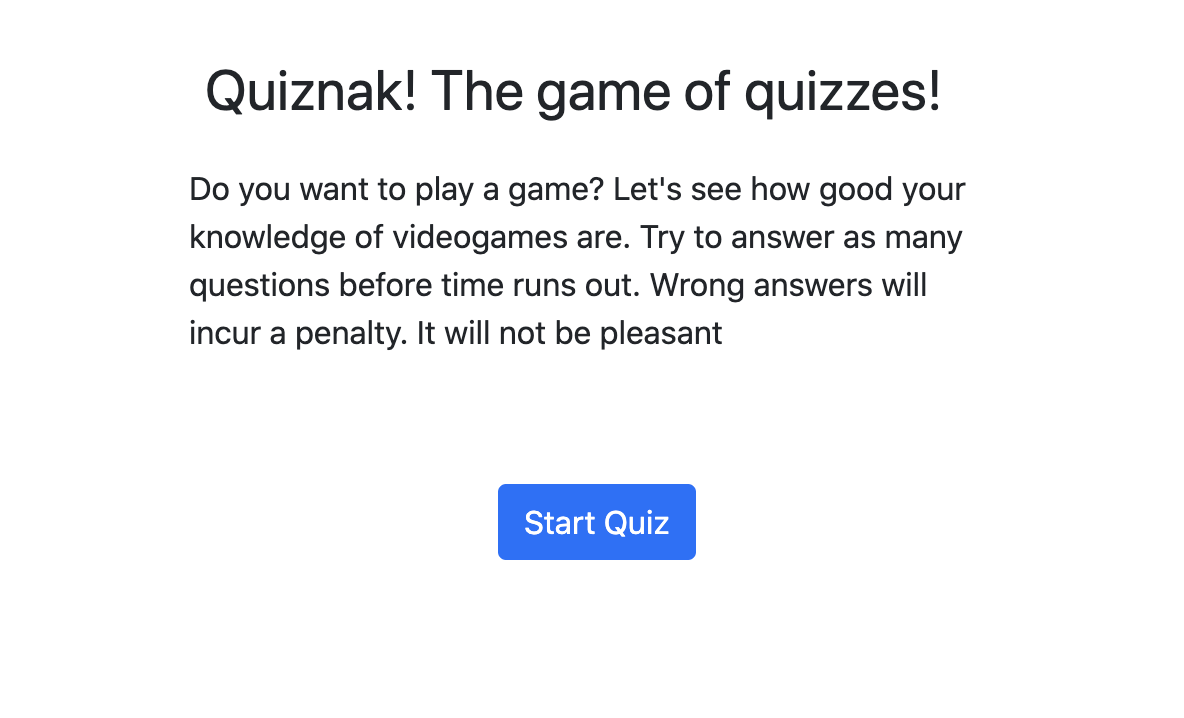 Quiznak! The game of quizzes!
Do you want to play a game? Let's see how good your
knowledge of videogames are. Try to answer as many
questions before time runs out. Wrong answers will
incur a penalty. It will not be pleasant
Start Quiz